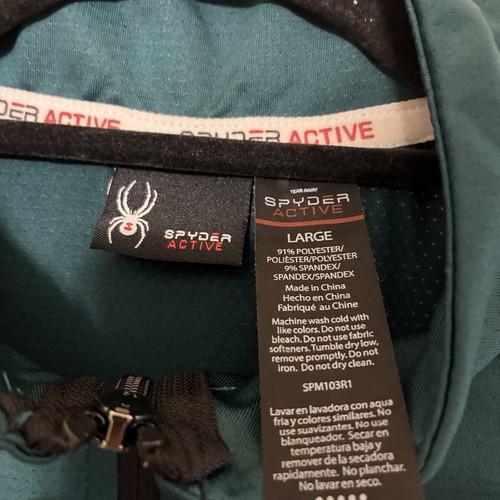 SPYDER ACTIVE SPYDER ACTIVE
SPYDER
ACTIVE
TEAR AWAY
SPYDER
ACTIVE
LARGE
91% POLYESTER/
POLIÉSTER/POLYESTER
9% SPANDEX/
SPANDEX/SPANDEX
Made in China
Hecho en China
Fabriqué au Chine
Machine wash cold with
like colors. Do not use
bleach. Do not use fabric
softeners. Tumble dry low,
remove promptly. Do not
iron. Do not dry clean.
SPM103R1
Lavar en lavadora con agua
fria y colores similares. No
use suavizantes. No use
blanqueador. Secar en
temperatura baja y
remover de la secadora
rapidamente. No planchar.
No lavar en seco.